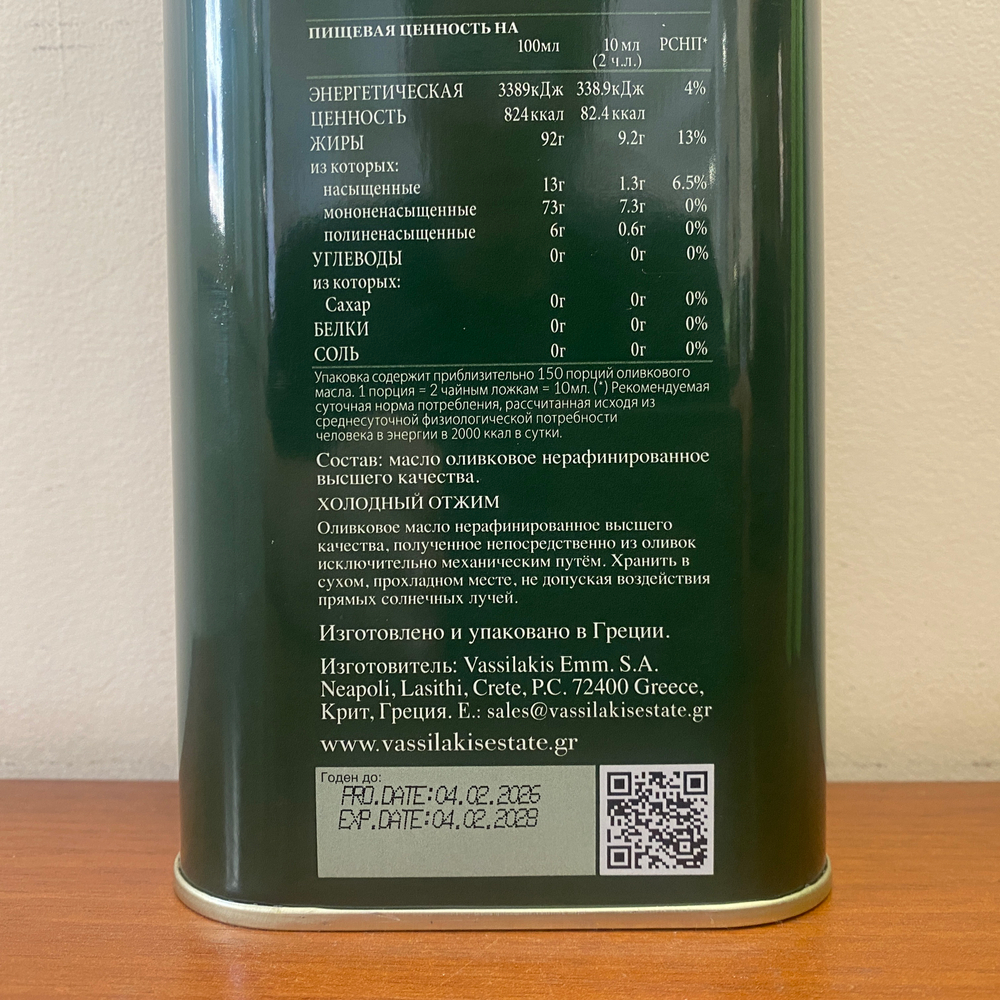 ПИЩЕВАЯ ЦЕННОСТЬ НА
100мл 10 мл РСНП*
(2 ч.л.)
ЭНЕРГЕТИЧЕСКАЯ 3389кДж 338.9кДж 4%
ЦЕННОСТЬ 824ккал 82.4ккал
ЖИРЫ 92г 9.2г 13%
из которых:
насыщенные 13г 1.3г 6.5%
мононенасыщенные 73г 7.3г 0%
полиненасыщенные 6г 0.6г 0%
УГЛЕВОДЫ 0г 0г 0%
из которых:
Сахар 0г 0г 0%
БЕЛКИ 0г 0г 0%
СОЛЬ 0г 0г 0%
Упаковка содержит приблизительно 150 порций оливкового
масла. 1 порция = 2 чайным ложкам = 10мл. (*) Рекомендуемая
суточная норма потребления, рассчитанная исходя из
среднесуточной физиологической потребности
человека в энергии в 2000 ккал в сутки.
Состав: масло оливковое нерафинированное
высшего качества.
ХОЛОДНЫЙ ОТЖИМ
Оливковое масло нерафинированное высшего
качества, полученное непосредственно из оливок
исключительно механическим путём. Хранить в
сухом, прохладном месте, не допуская воздействия
прямых солнечных лучей.
Изготовлено и упаковано в Греции.
Изготовитель: Vassilakis Emm. S.A.
Neapoli, Lasithi, Crete, P.C. 72400 Greece,
Крит, Греция. E.: sales@vassilakisestate.gr
www.vassilakisestate.gr
Годен до:
PRO.DATE:04.02.2026
EXP.DATE:04.02.2028